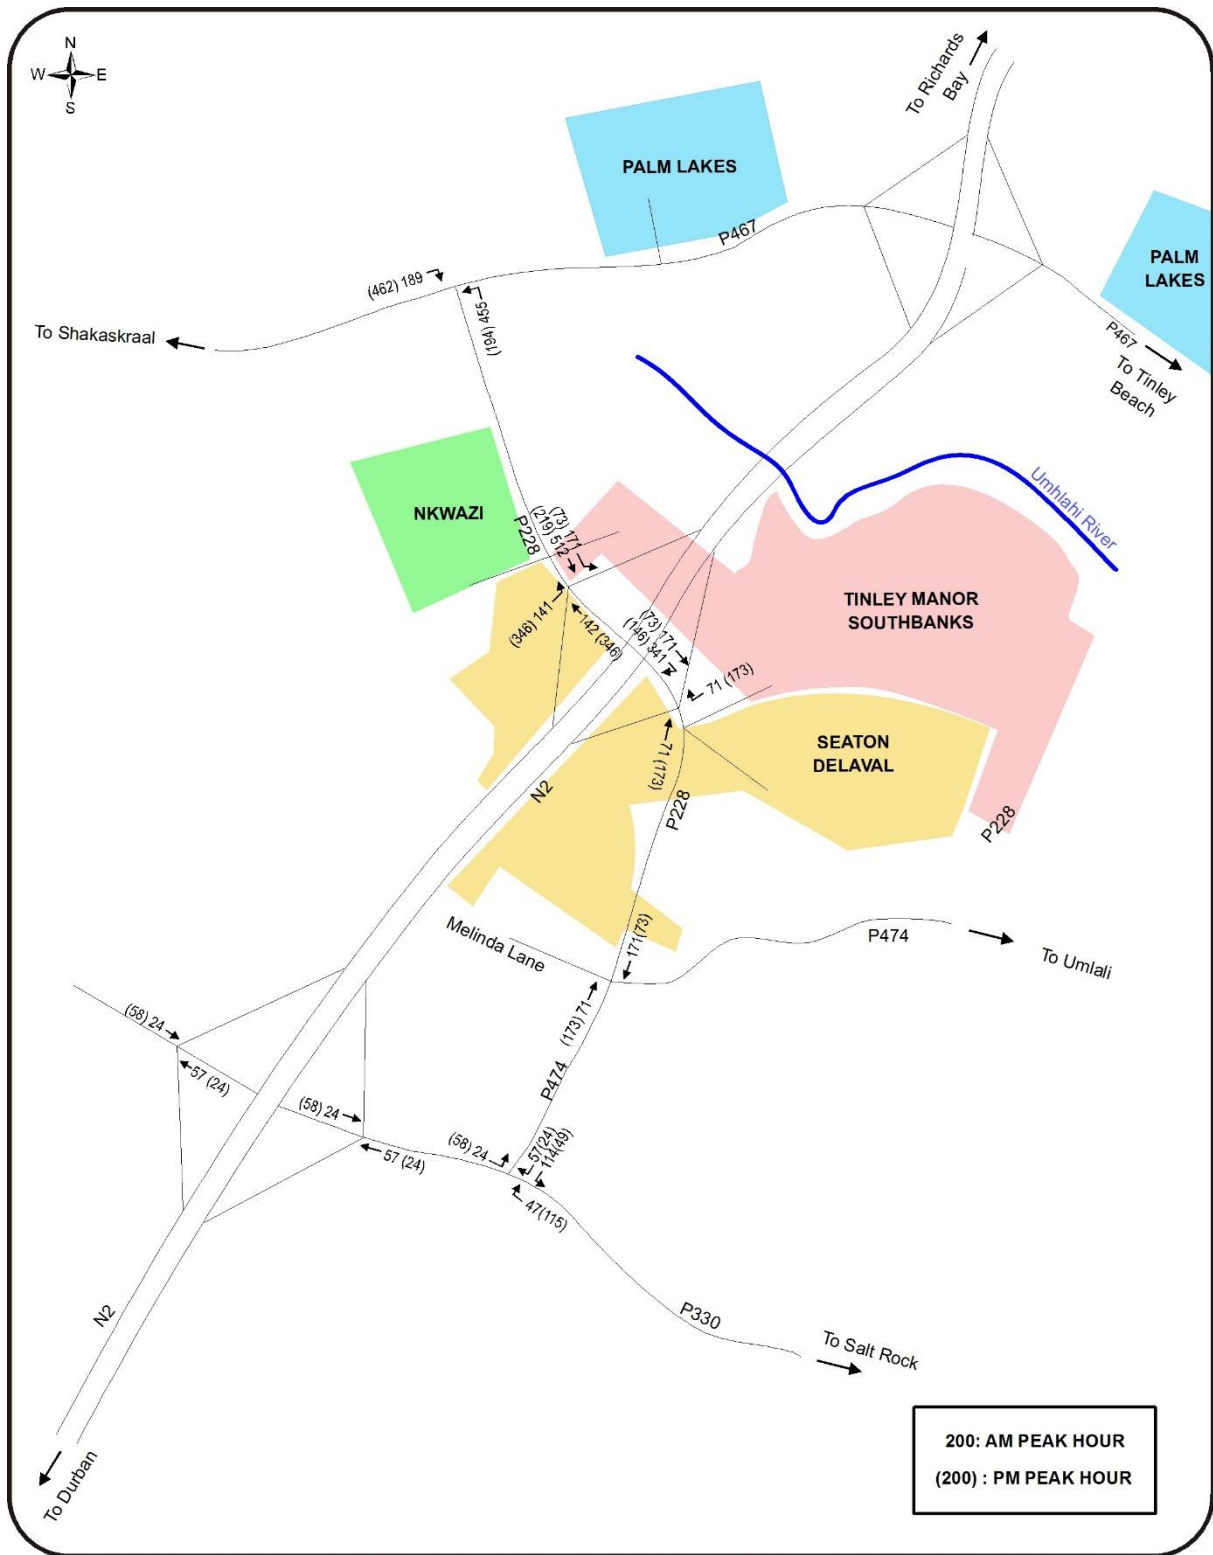 N
W E
S
To Richards
Bay
PALM LAKES
P467
PALM
LAKES
P467
To Tinley
Beach
(462) 189
(194) 455
To Shakaskraal
Umhlahi River
NKWAZI
P228
(73) 171
(219) 512
TINLEY MANOR
SOUTHBANKS
(346) 141
142 (346)
(73) 171
(146) 341
71 (173)
71 (173)
SEATON
DELAVAL
N2
P228
P228
Melinda Lane
171(73)
P474
To Umlali
(173) 71
P474
(58) 24
57 (24)
(58) 24
57 (24)
(58) 24
57(24)
114(49)
47(115)
P330
To Salt Rock
N2
To Durban
200: AM PEAK HOUR
(200) : PM PEAK HOUR